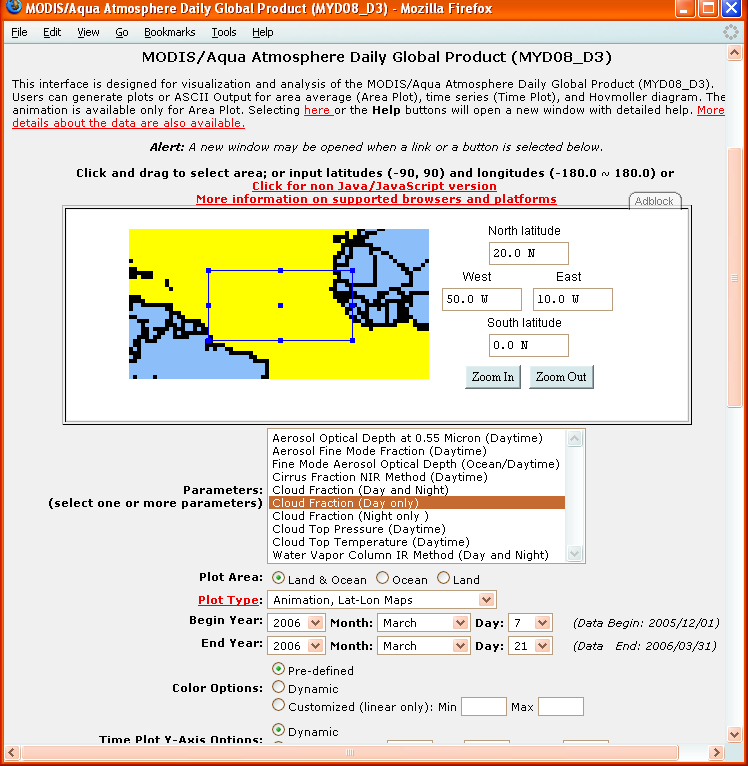 MODIS/Aqua Atmosphere Daily Global Product (MYD08_D3) - Mozilla Firefox
File Edit View Go Bookmarks Tools Help
MODIS/Aqua Atmosphere Daily Global Product (MYD08_D3)
This interface is designed for visualization and analysis of the MODIS/Aqua Atmosphere Daily Global Product (MYD08_D3).
Users can generate plots or ASCII Output for area average (Area Plot), time series (Time Plot), and Hovmoller diagram. The
animation is available only for Area Plot. Selecting here or the Help buttons will open a new window with detailed help. More
details about the data are also available.
Alert: A new window may be opened when a link or a button is selected below.
Click and drag to select area; or input latitudes (-90, 90) and longitudes (-180.0 ~ 180.0) or
Click for non Java/JavaScript version
More information on supported browsers and platforms
Adblock
North latitude
20.0 N
West East
50.0 W 10.0 W
South latitude
0.0 N
Zoom In Zoom Out
Parameters:
(select one or more parameters)
Aerosol Optical Depth at 0.55 Micron (Daytime)
Aerosol Fine Mode Fraction (Daytime)
Fine Mode Aerosol Optical Depth (Ocean/Daytime)
Cirrus Fraction NIR Method (Daytime)
Cloud Fraction (Day and Night)
Cloud Fraction (Day only)
Cloud Fraction (Night only )
Cloud Top Pressure (Daytime)
Cloud Top Temperature (Daytime)
Water Vapor Column IR Method (Day and Night)
Plot Area: Land & Ocean Ocean Land
Plot Type: Animation, Lat-Lon Maps
Begin Year: 2006 Month: March Day: 7 (Data Begin: 2005/12/01)
End Year: 2006 Month: March Day: 21 (Data End: 2006/03/31)
Color Options:
Pre-defined
Dynamic
Customized (linear only): Min Max
Time Plot Y-Axis Options: Dynamic